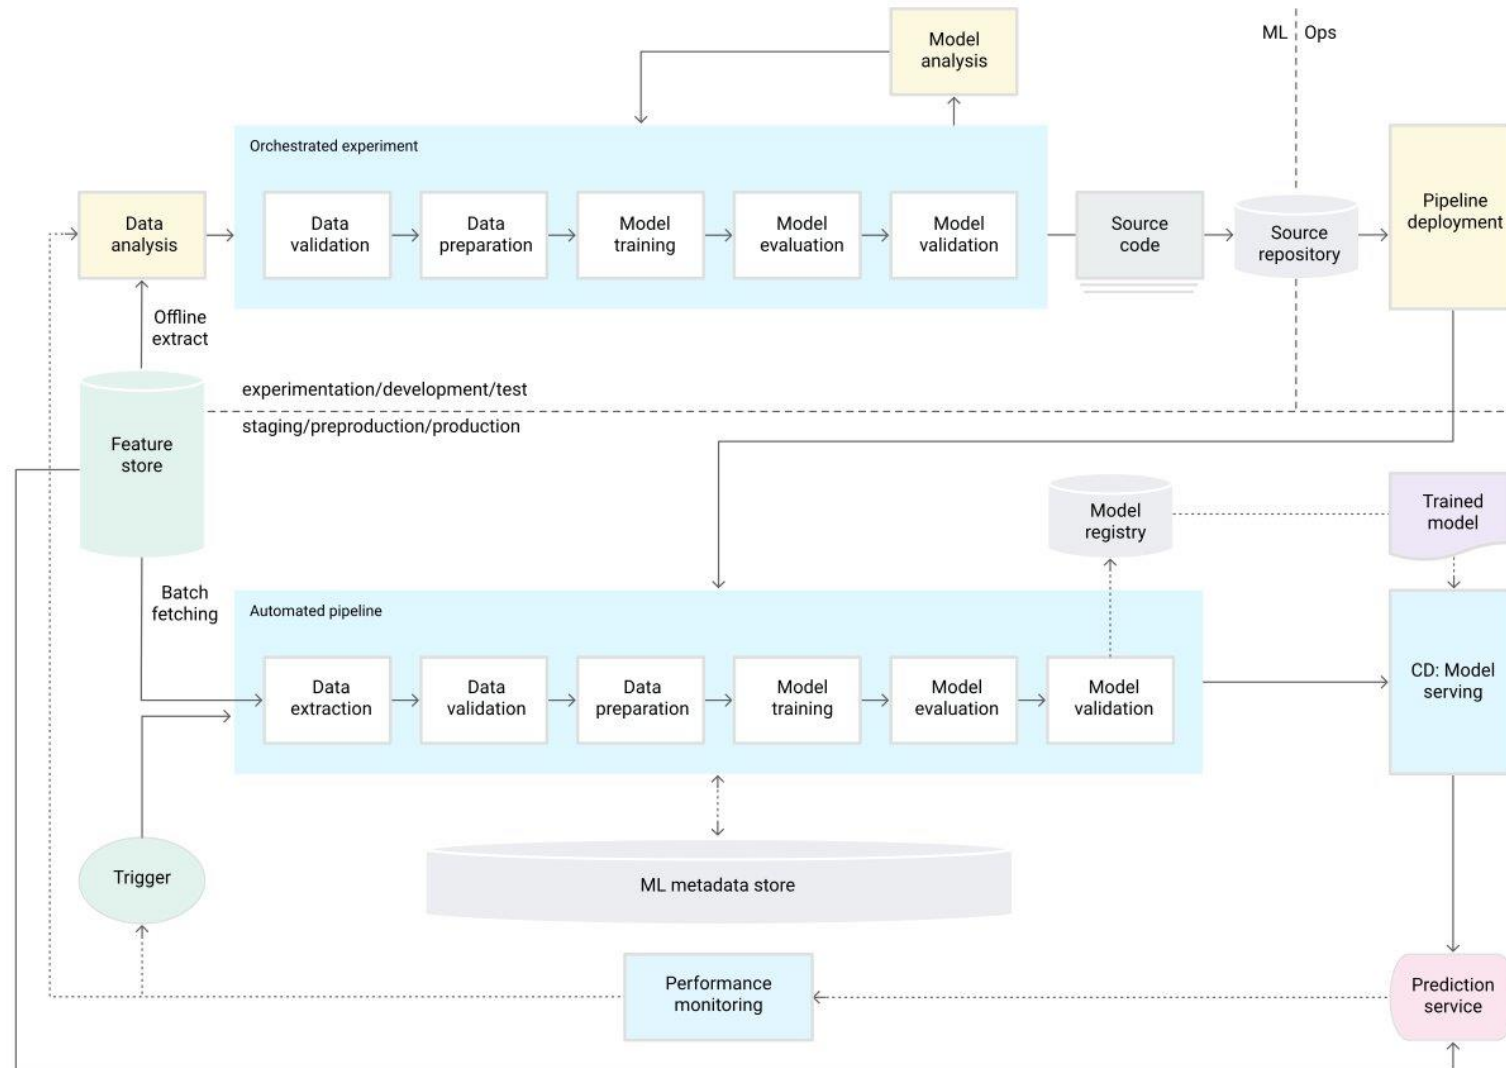 Model
analysis
ML
Ops
Orchestrated experiment
Data
analysis
Data
validation
Data
preparation
Model
training
Model
evaluation
Model
validation
Source
code
Source
repository
Pipeline
deployment
Offline
extract
experimentation/development/test
staging/preproduction/production
Feature
store
Model
registry
Trained
model
Batch
fetching
Automated pipeline
Data
extraction
Data
validation
Data
preparation
Model
training
Model
evaluation
Model
validation
CD: Model
serving
Trigger
ML metadata store
Performance
monitoring
Prediction
service